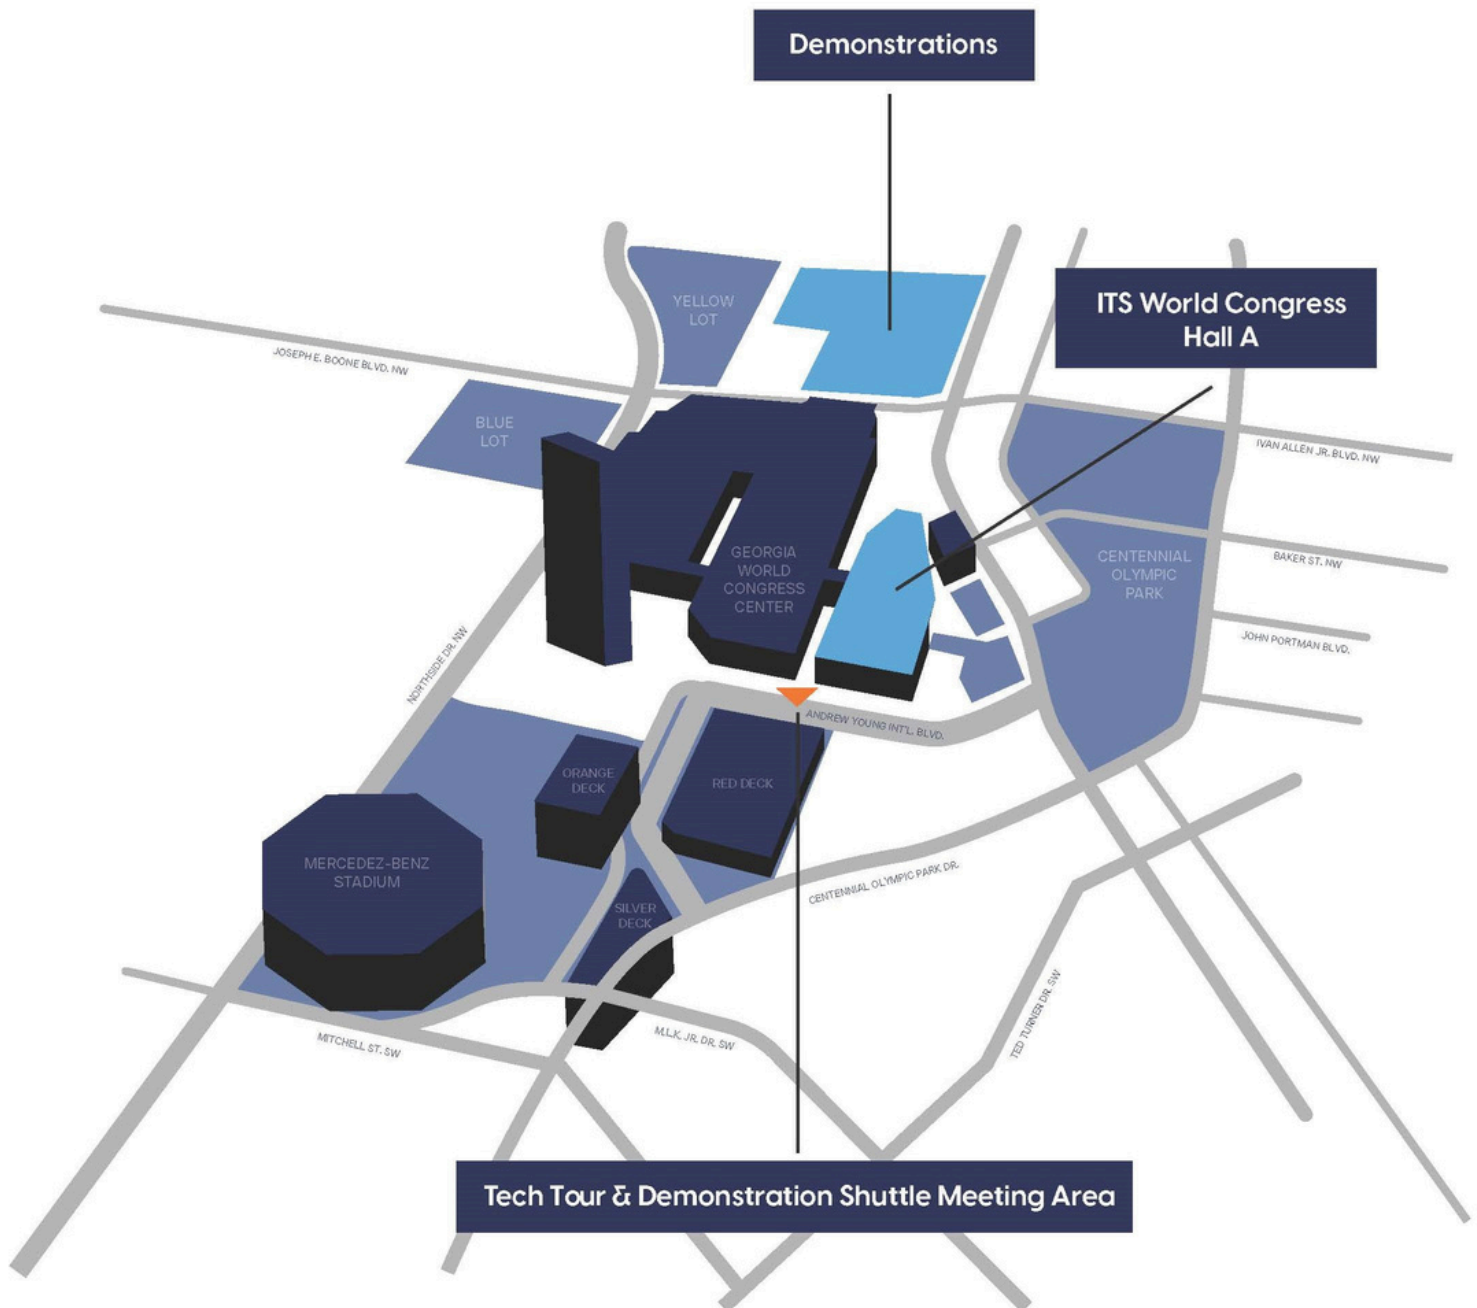 Demonstrations
ITS World Congress
Hall A
YELLOW
LOT
JOSEPH E. BOONE BLVD. NW
BLUE
LOT
IVAN ALLEN JR. BLVD. NW
GEORGIA
WORLD
CONGRESS
CENTER
CENTENNIAL
OLYMPIC
PARK
BAKER ST. NW
JOHN PORTMAN BLVD.
NORTHSIDE DR. NW
ANDREW YOUNG INT'L. BLVD.
ORANGE
DECK
RED DECK
MERCEDEZ-BENZ
STADIUM
CENTENNIAL OLYMPIC PARK DR.
SILVER
DECK
MITCHELL ST. SW
M.L.K. JR. DR. SW
TED TURNER DR. SW
Tech Tour & Demonstration Shuttle Meeting Area